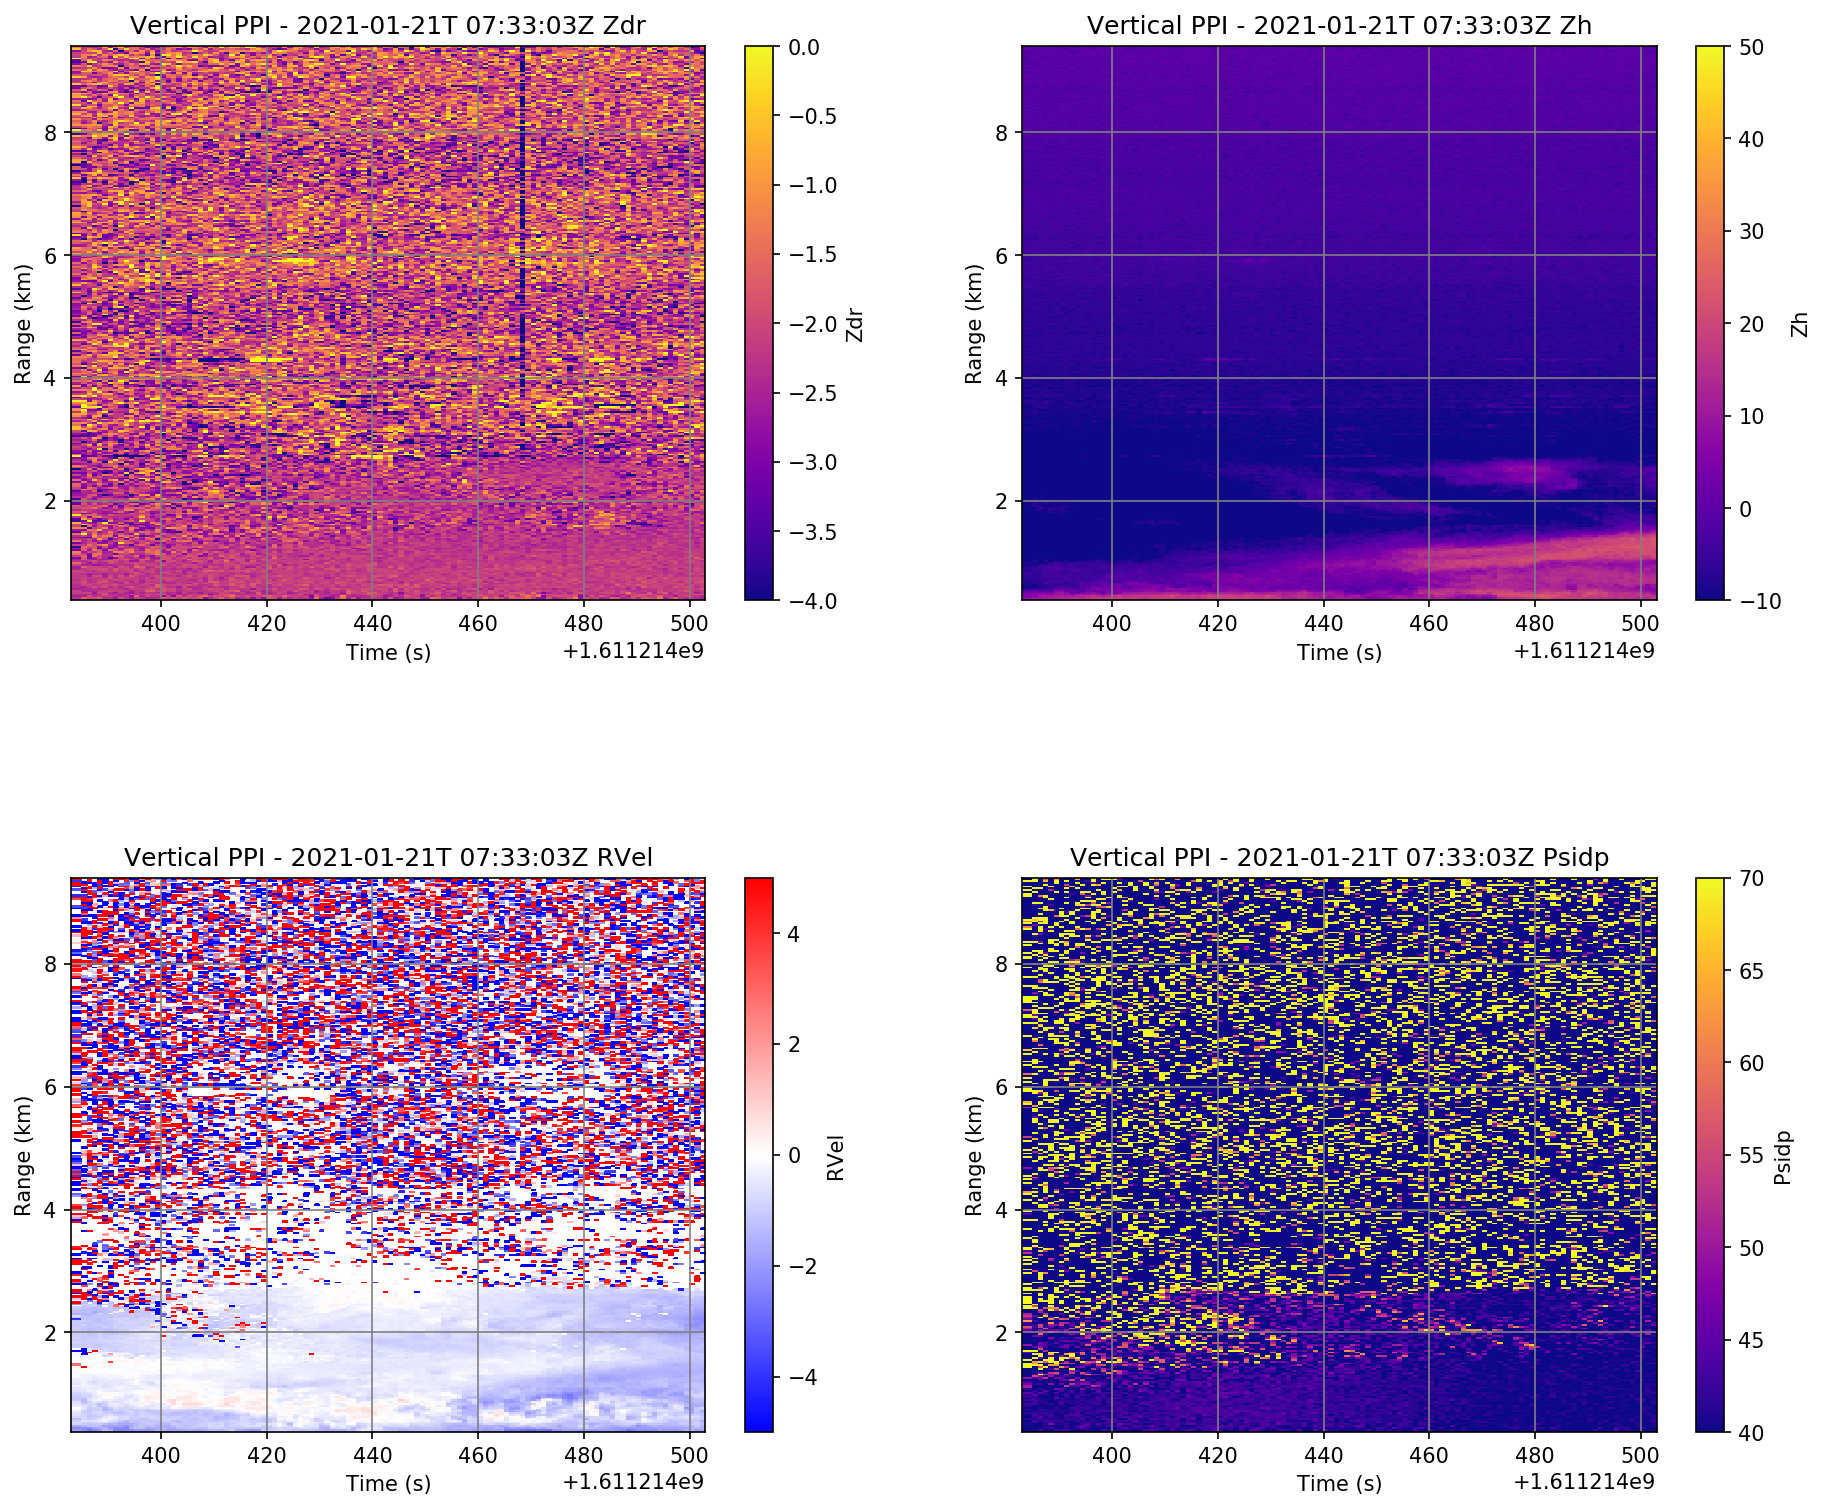 Vertical PPI - 2021-01-21T 07:33:03Z Zdr
Range (km)
8
6
4
2
400 420 440 460 480 500
Time (s)
+1.611214e9
0.0
−0.5
−1.0
−1.5
−2.0
−2.5
−3.0
−3.5
−4.0
Zdr
Vertical PPI - 2021-01-21T 07:33:03Z Zh
Range (km)
8
6
4
2
400 420 440 460 480 500
Time (s)
+1.611214e9
50
40
30
20
10
0
−10
Zh
Vertical PPI - 2021-01-21T 07:33:03Z RVel
Range (km)
8
6
4
2
400 420 440 460 480 500
Time (s)
+1.611214e9
4
2
0
−2
−4
RVel
Vertical PPI - 2021-01-21T 07:33:03Z Psidp
Range (km)
8
6
4
2
400 420 440 460 480 500
Time (s)
+1.611214e9
70
65
60
55
50
45
40
Psidp